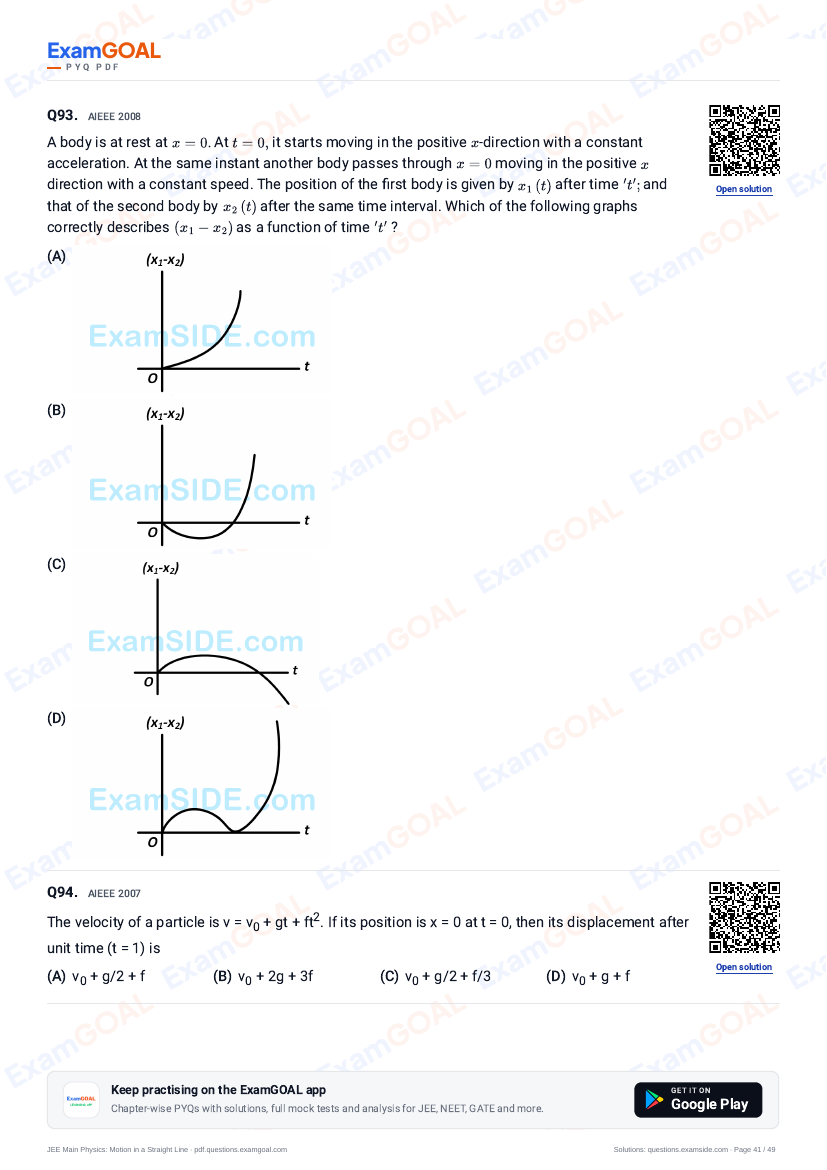 ExamGOAL
PYQ PDF
Q93. AIEEE 2008
A body is at rest at x = 0. At t = 0, it starts moving in the positive x-direction with a constant
acceleration. At the same instant another body passes through x = 0 moving in the positive x
direction with a constant speed. The position of the first body is given by x₁ (t) after time ′t′; and
that of the second body by x₂ (t) after the same time interval. Which of the following graphs
correctly describes (x₁ − x₂) as a function of time ′t′ ?
Open solution
(A)
(x₁-x₂)
ExamSIDE.com
t
O
(B)
(x₁-x₂)
ExamSIDE.com
t
O
(C)
(x₁-x₂)
ExamSIDE.com
t
O
(D)
(x₁-x₂)
ExamSIDE.com
t
O
Q94. AIEEE 2007
The velocity of a particle is v = v₀ + gt + ft². If its position is x = 0 at t = 0, then its displacement after
unit time (t = 1) is
Open solution
(A) v₀ + g/2 + f (B) v₀ + 2g + 3f (C) v₀ + g/2 + f/3 (D) v₀ + g + f
Keep practising on the ExamGOAL app
Chapter-wise PYQs with solutions, full mock tests and analysis for JEE, NEET, GATE and more.
GET IT ON
Google Play
JEE Main Physics: Motion in a Straight Line · pdf.questions.examgoal.com
Solutions: questions.examside.com · Page 41 / 49